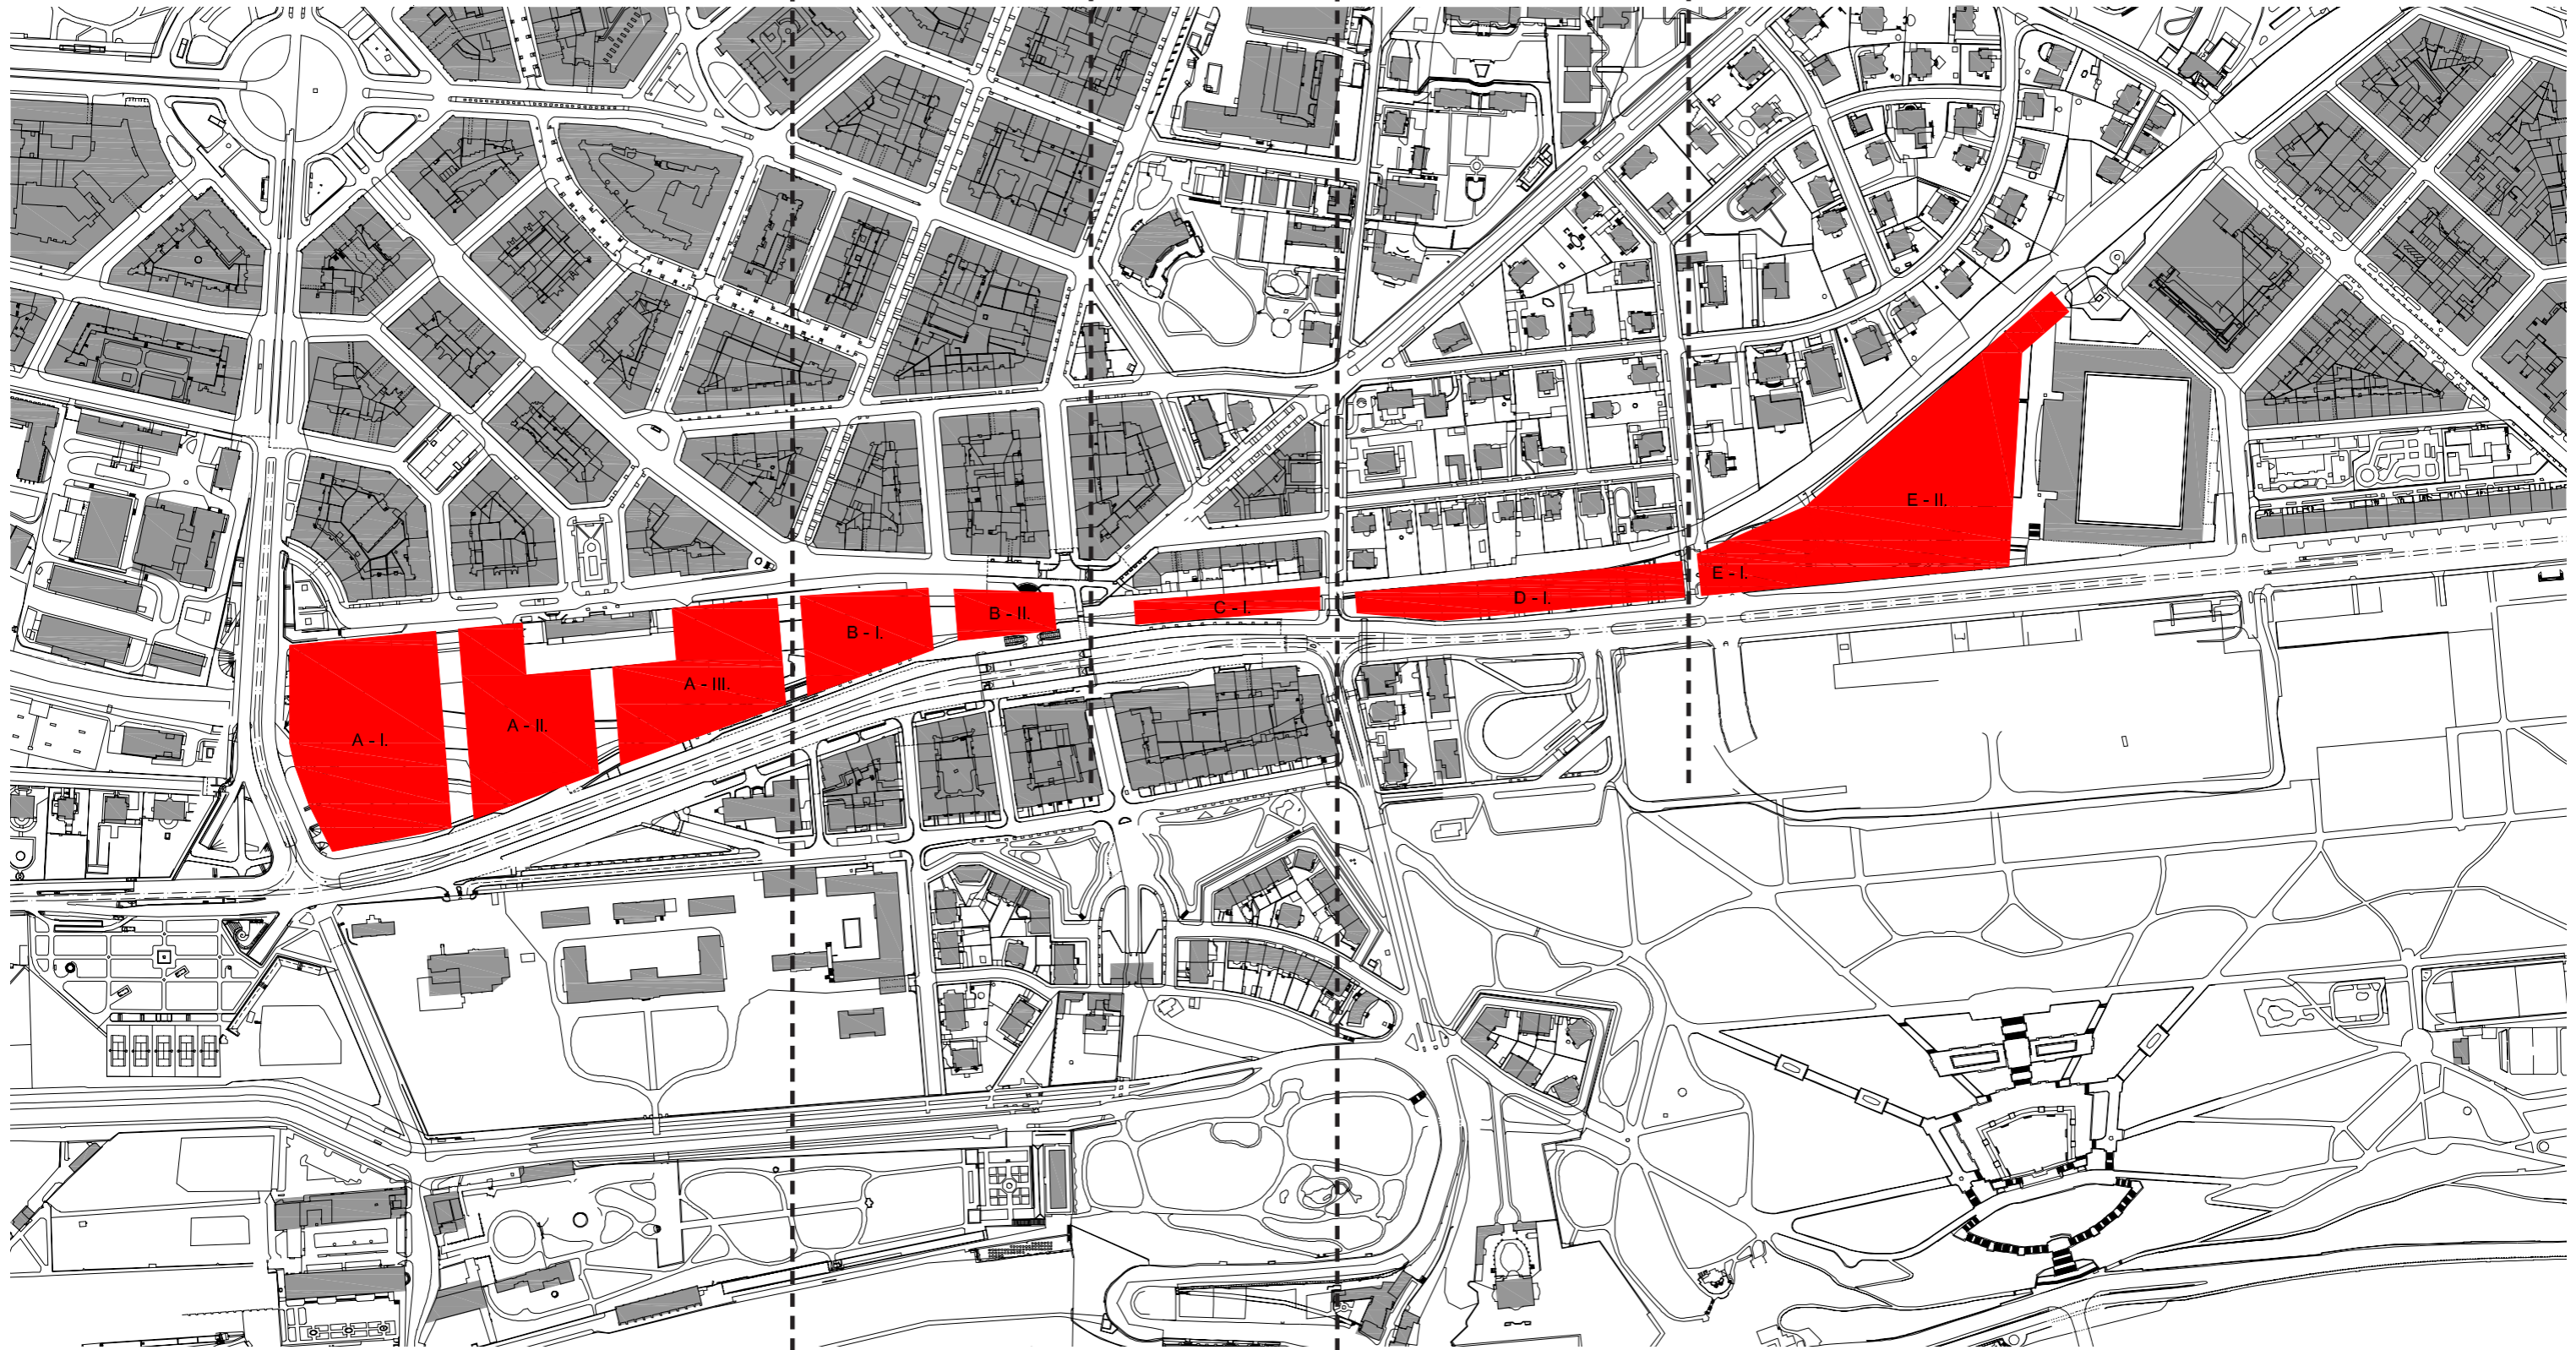 A - I.
A - II.
A - III.
B - I.
B - II.
C - I.
D - I.
E - I.
E - II.